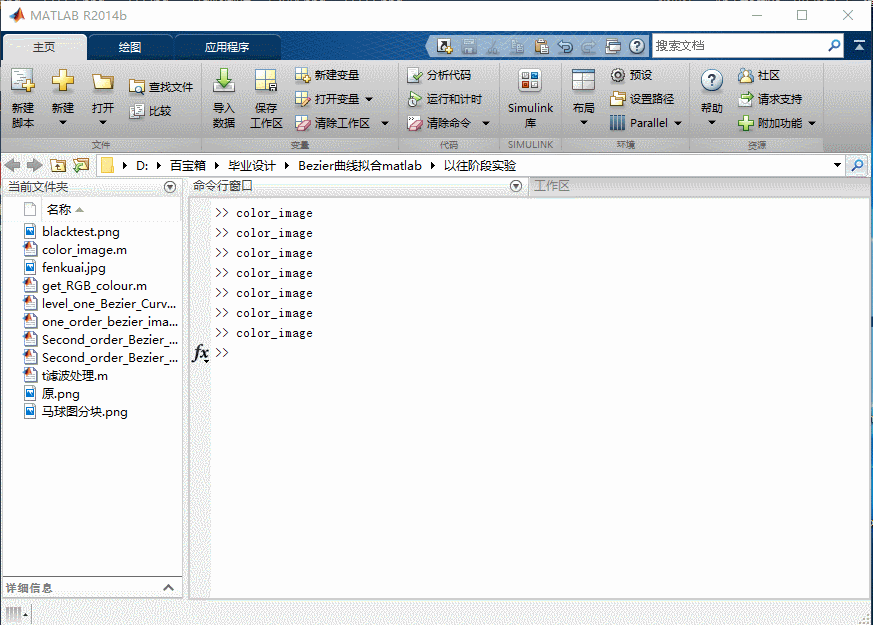 MATLAB R2014b
主页 绘图 应用程序 搜索文档
新建 脚本
新建
打开
查找文件
比较
文件
导入 数据
保存 工作区
新建变量
打开变量
清除工作区
变量
分析代码
运行和计时
清除命令
代码
Simulink 库
SIMULINK
布局
预设
设置路径
Parallel
环境
帮助
社区
请求支持
附加功能
资源
D: 百宝箱 毕业设计 Bezier曲线拟合matlab 以往阶段实验
当前文件夹
名称
blacktest.png
color_image.m
fenkuai.jpg
get_RGB_colour.m
level_one_Bezier_Curv...
one_order_bezier_ima...
Second_order_Bezier_...
Second_order_Bezier_...
t滤波处理.m
原.png
马球图分块.png
详细信息
命令行窗口
>> color_image
>> color_image
>> color_image
>> color_image
>> color_image
>> color_image
>> color_image
fx >>
工作区